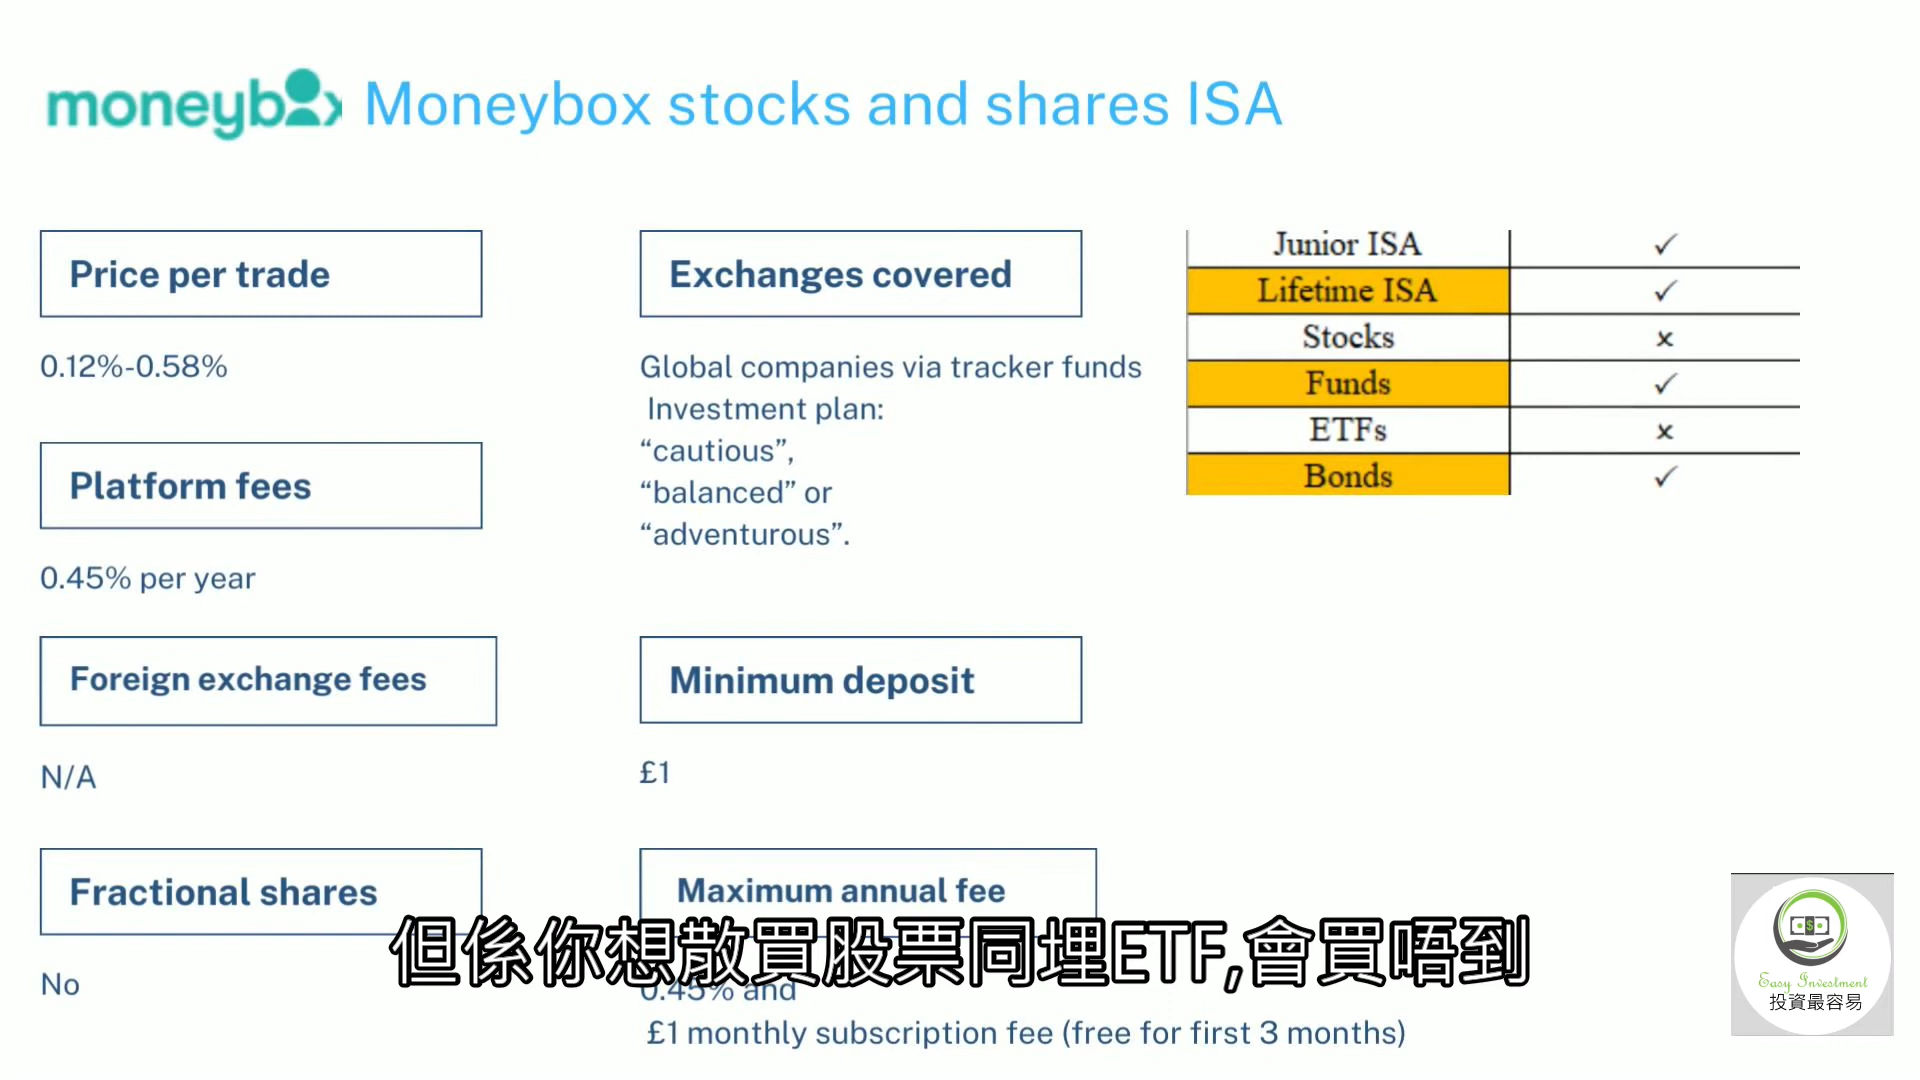 moneybox Moneybox stocks and shares ISA
Price per trade
0.12%-0.58%
Platform fees
0.45% per year
Foreign exchange fees
N/A
Fractional shares
No
Exchanges covered
Global companies via tracker funds
Investment plan:
“cautious”,
“balanced” or
“adventurous”.
Minimum deposit
£1
Maximum annual fee
0.45% and
£1 monthly subscription fee (free for first 3 months)
Junior ISA ✓
Lifetime ISA ✓
Stocks ×
Funds ✓
ETFs ×
Bonds ✓
但係你想散買股票同埋ETF,會買唔到
Easy Investment
投資最容易